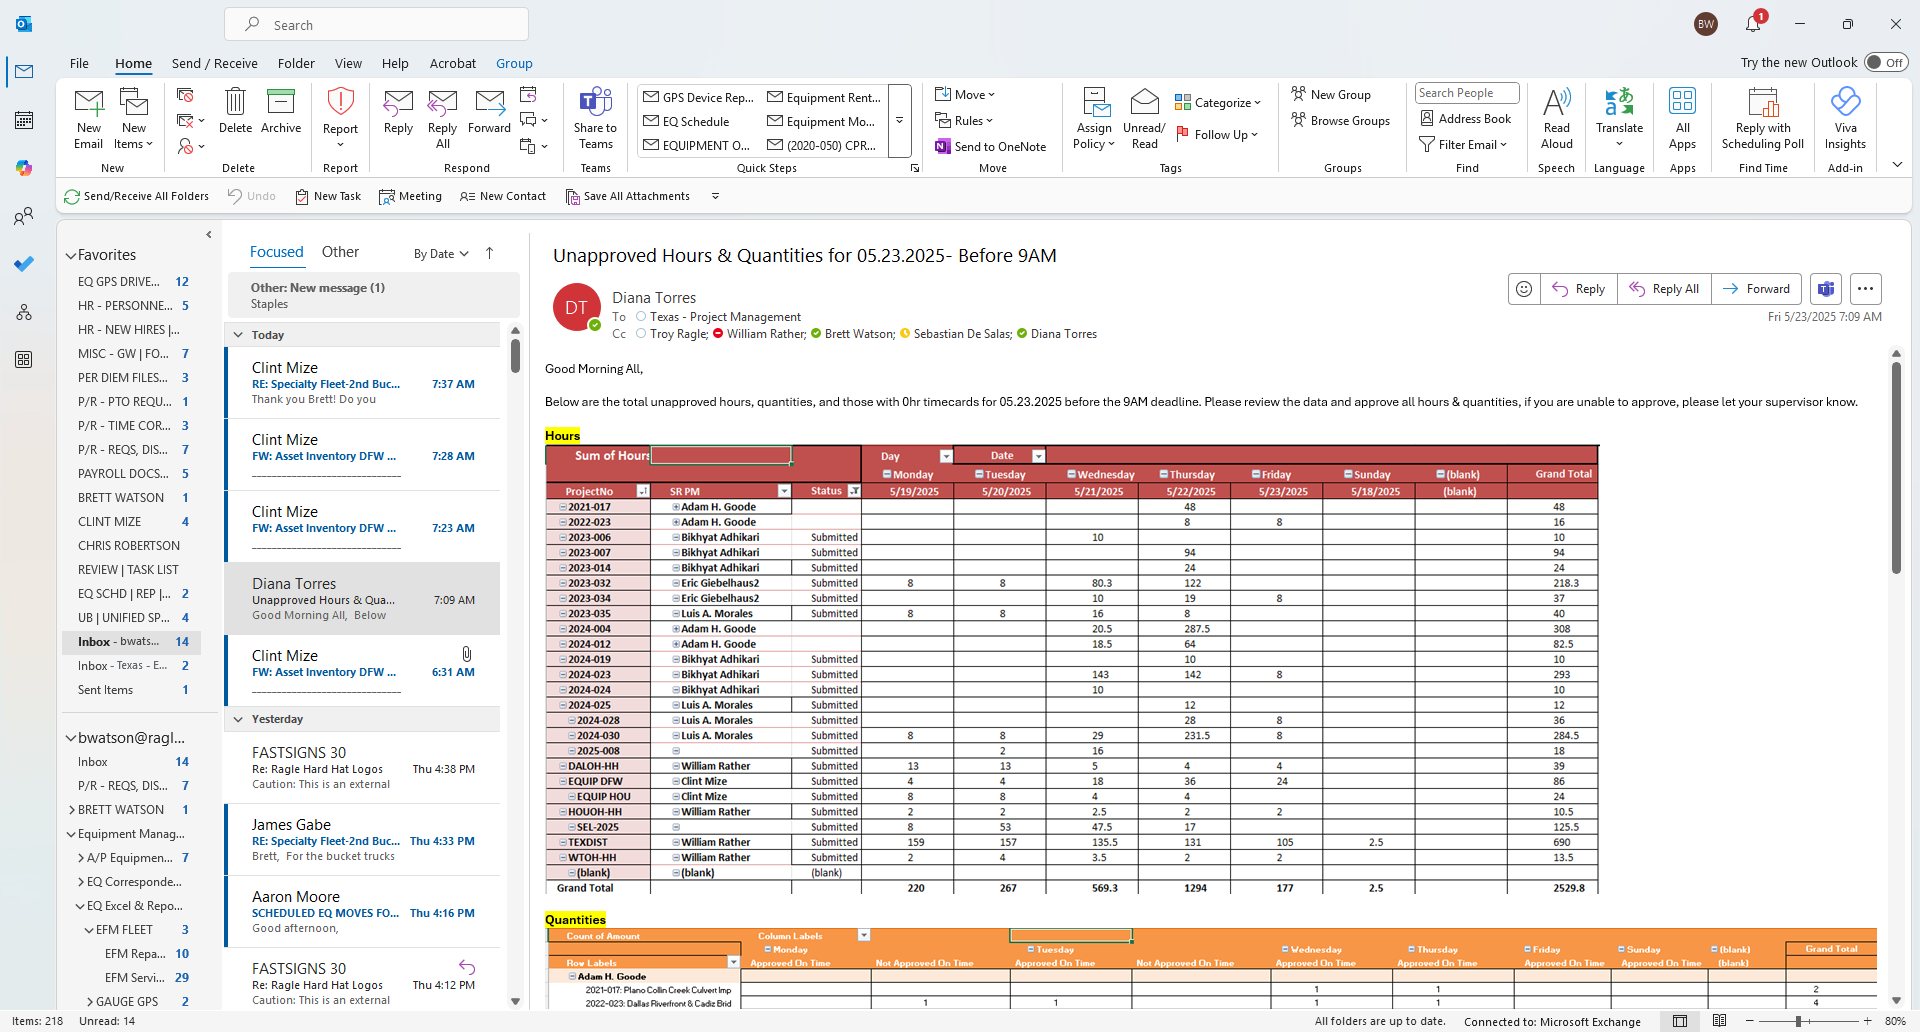 Search
BW
1
File Home Send / Receive Folder View Help Acrobat Group
Try the new Outlook Off
New Email
New Items
Delete
Archive
Report
Reply
Reply All
Forward
Share to Teams
GPS Device Rep...
EQ Schedule
EQUIPMENT O...
Equipment Rent...
Equipment Mo...
(2020-050) CPR...
Move
Rules
Send to OneNote
Assign Policy
Unread/ Read
Categorize
Follow Up
New Group
Browse Groups
Search People
Address Book
Filter Email
Read Aloud
Translate
All Apps
Reply with Scheduling Poll
Viva Insights
New Delete Report Respond Teams Quick Steps Move Tags Groups Find Speech Language Apps Find Time Add-in
Send/Receive All Folders Undo New Task Meeting New Contact Save All Attachments
Favorites
EQ GPS DRIVE... 12
HR - PERSONNE... 5
HR - NEW HIRES |...
MISC - GW | FO... 7
PER DIEM FILES... 3
P/R - PTO REQU... 1
P/R - TIME COR... 3
P/R - REQS, DIS... 7
PAYROLL DOCS... 5
BRETT WATSON 1
CLINT MIZE 4
CHRIS ROBERTSON
REVIEW | TASK LIST
EQ SCHD | REP |... 2
UB | UNIFIED SP... 4
Inbox - bwats... 14
Inbox - Texas - E... 2
Sent Items 1
bwatson@ragl...
Inbox 14
P/R - REQS, DIS... 7
BRETT WATSON 1
Equipment Manag...
A/P Equipmen... 7
EQ Corresponde...
EQ Excel & Repo...
EFM FLEET 3
EFM Repa... 10
EFM Servi... 29
GAUGE GPS 2
Focused Other By Date
Other: New message (1)
Staples
Today
Clint Mize
RE: Specialty Fleet-2nd Buc... 7:37 AM
Thank you Brett! Do you
Clint Mize
FW: Asset Inventory DFW ... 7:28 AM
Clint Mize
FW: Asset Inventory DFW ... 7:23 AM
Diana Torres
Unapproved Hours & Qua... 7:09 AM
Good Morning All, Below
Clint Mize
FW: Asset Inventory DFW ... 6:31 AM
Yesterday
FASTSIGNS 30
Re: Ragle Hard Hat Logos Thu 4:38 PM
Caution: This is an external
James Gabe
RE: Specialty Fleet-2nd Buc... Thu 4:33 PM
Brett, For the bucket trucks
Aaron Moore
SCHEDULED EQ MOVES FO... Thu 4:16 PM
Good afternoon,
FASTSIGNS 30
Re: Ragle Hard Hat Logos Thu 4:12 PM
Caution: This is an external
Unapproved Hours & Quantities for 05.23.2025- Before 9AM
DT
Diana Torres
To Texas - Project Management
Cc Troy Ragle; William Rather; Brett Watson; Sebastian De Salas; Diana Torres
Reply Reply All Forward
Fri 5/23/2025 7:09 AM
Good Morning All,
Below are the total unapproved hours, quantities, and those with 0hr timecards for 05.23.2025 before the 9AM deadline. Please review the data and approve all hours & quantities, if you are unable to approve, please let your supervisor know.
Hours
Sum of Hours Day Date
Monday Tuesday Wednesday Thursday Friday Sunday (blank) Grand Total
ProjectNo SR PM Status 5/19/2025 5/20/2025 5/21/2025 5/22/2025 5/23/2025 5/18/2025 (blank)
2021-017 Adam H. Goode 48 48
2022-023 Adam H. Goode 8 8 16
2023-006 Bikhyat Adhikari Submitted 10 10
2023-007 Bikhyat Adhikari Submitted 94 94
2023-014 Bikhyat Adhikari Submitted 24 24
2023-032 Eric Giebelhaus2 Submitted 8 8 80.3 122 218.3
2023-034 Eric Giebelhaus2 Submitted 10 19 8 37
2023-035 Luis A. Morales Submitted 8 8 16 8 40
2024-004 Adam H. Goode 20.5 287.5 308
2024-012 Adam H. Goode 18.5 64 82.5
2024-019 Bikhyat Adhikari Submitted 10 10
2024-023 Bikhyat Adhikari Submitted 143 142 8 293
2024-024 Bikhyat Adhikari Submitted 10 10
2024-025 Luis A. Morales Submitted 12 12
2024-028 Luis A. Morales Submitted 28 8 36
2024-030 Luis A. Morales Submitted 8 8 29 231.5 8 284.5
2025-008 Submitted 2 16 18
DALOH-HH William Rather Submitted 13 13 5 4 4 39
EQUIP DFW Clint Mize Submitted 4 4 18 36 24 86
EQUIP HOU Clint Mize Submitted 8 8 4 4 24
HOUOH-HH William Rather Submitted 2 2 2.5 2 2 10.5
SEL-2025 Submitted 8 53 47.5 17 125.5
TEXDIST William Rather Submitted 159 157 135.5 131 105 2.5 690
WTOH-HH William Rather Submitted 2 4 3.5 2 2 13.5
(blank) (blank) (blank)
Grand Total 220 267 569.3 1294 177 2.5 2529.8
Quantities
Count of Amount Column Labels
Monday Tuesday Wednesday Thursday Friday Sunday (blank) Grand Total
Row Labels Approved On Time Not Approved On Time Approved On Time Not Approved On Time Approved On Time Approved On Time Approved On Time Approved On Time (blank)
Adam H. Goode
2021-017: Plano Collin Creek Culvert Imp 1 1 2
2022-023: Dallas Riverfront & Cadiz Brid 1 1 1 1 4
Items: 218 Unread: 14 All folders are up to date. Connected to: Microsoft Exchange 80%